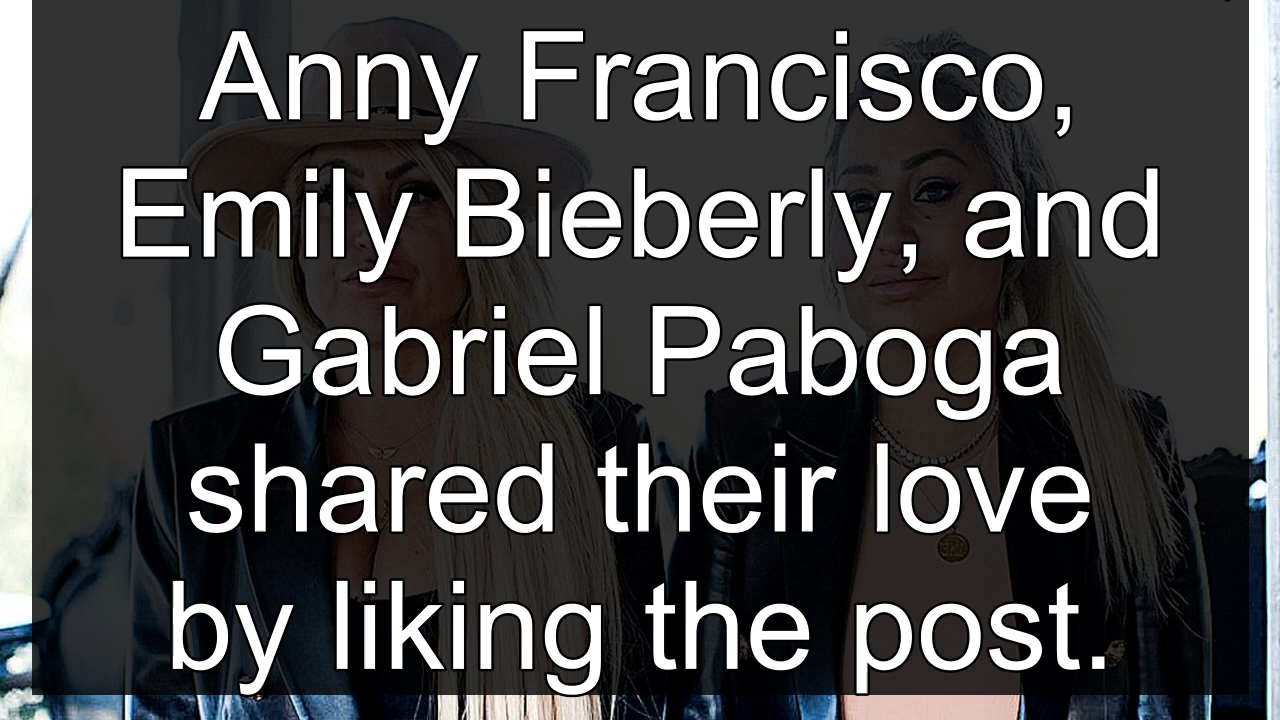 Anny Francisco,
Emily Bieberly, and
Gabriel Paboga
shared their love
by liking the post.